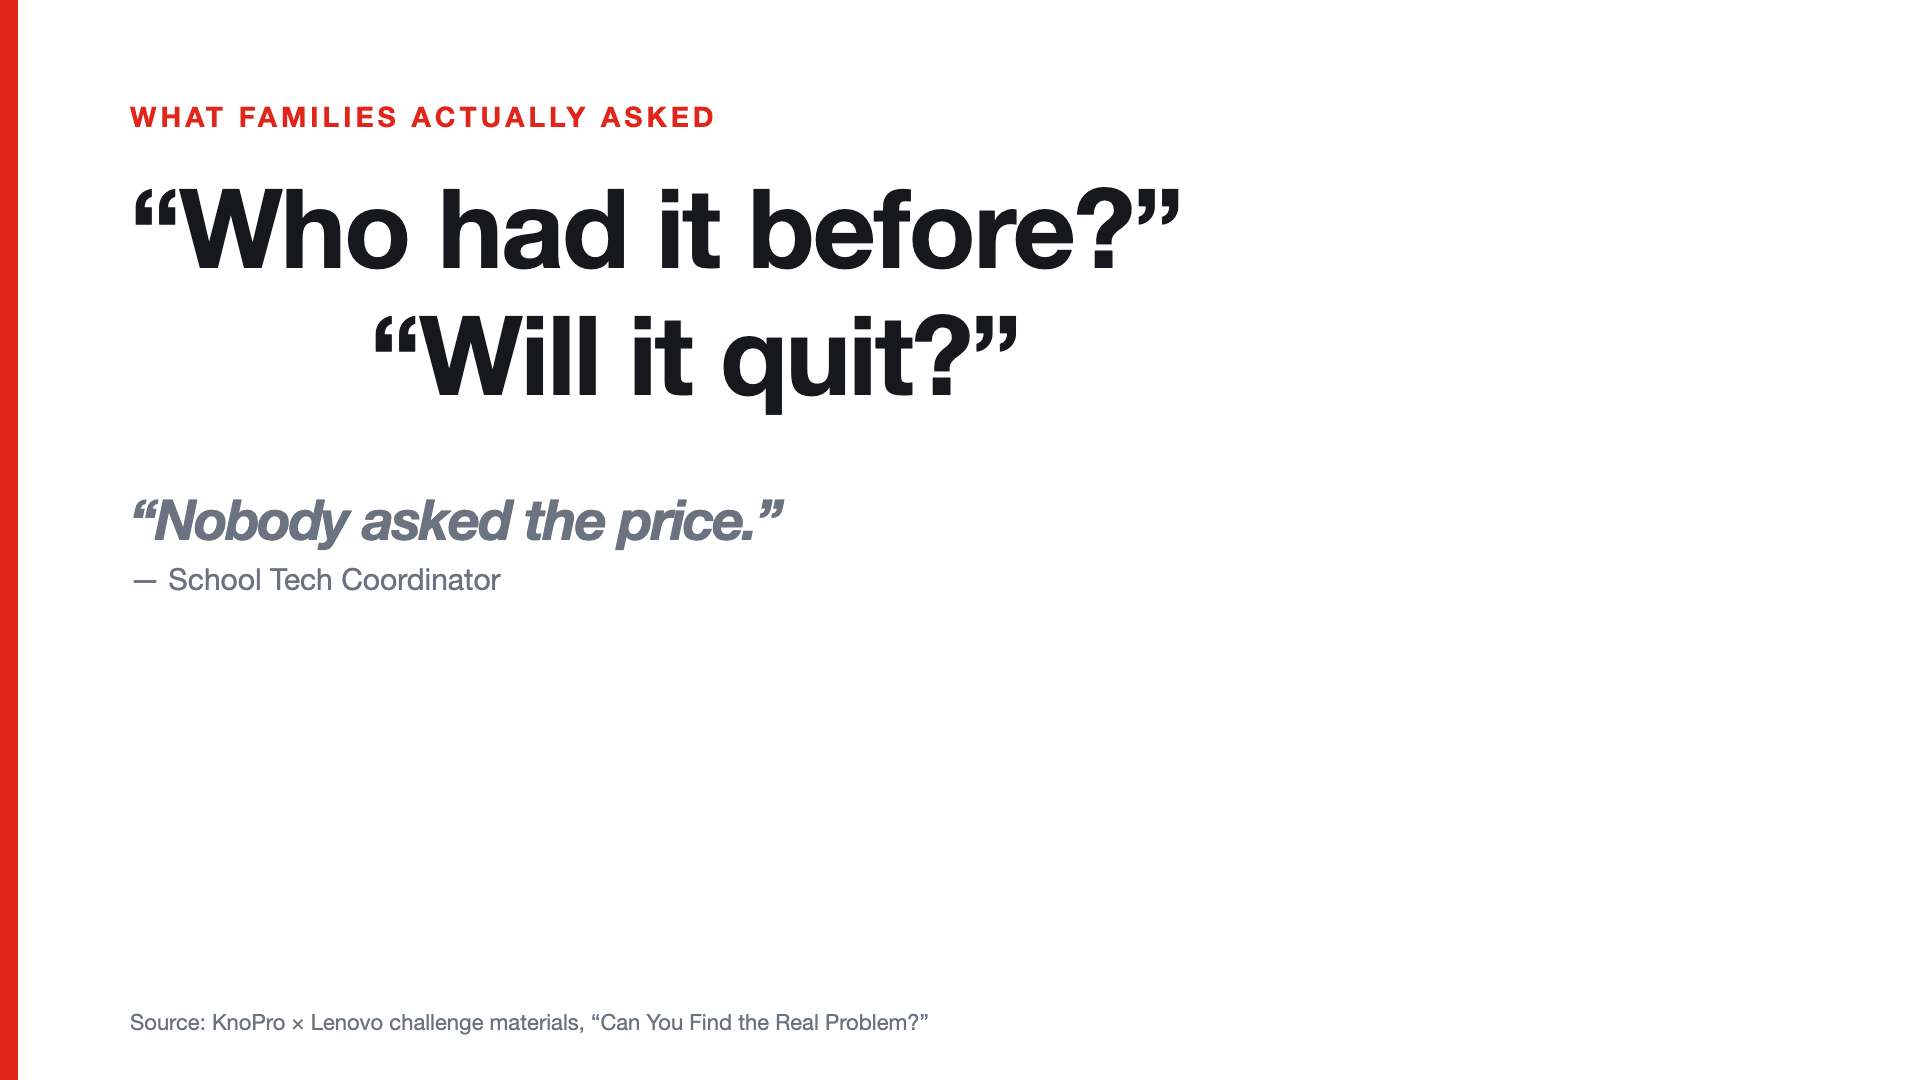 WHAT FAMILIES ACTUALLY ASKED
“Who had it before?”
“Will it quit?”
“Nobody asked the price.”
— School Tech Coordinator
Source: KnoPro × Lenovo challenge materials, “Can You Find the Real Problem?”